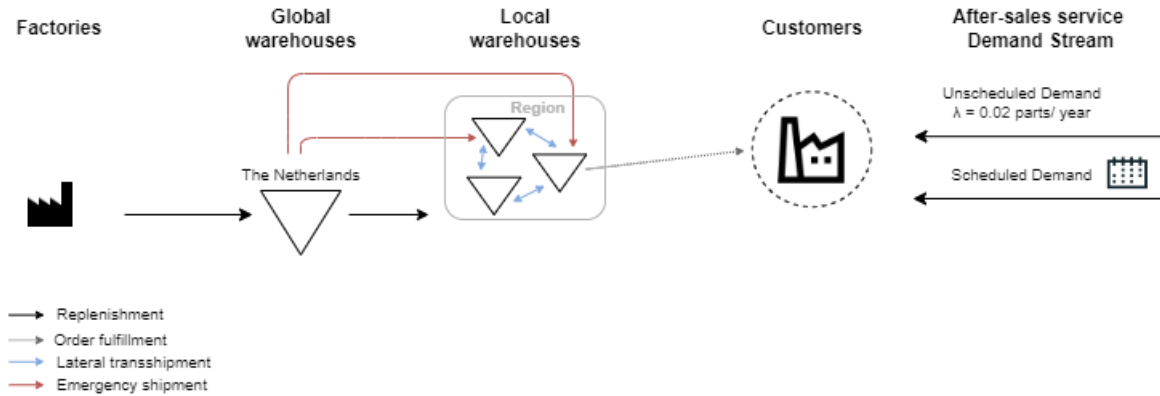 Factories
Global
warehouses
Local
warehouses
Customers
After-sales service
Demand Stream
Region
The Netherlands
Unscheduled Demand
λ = 0.02 parts/ year
Scheduled Demand
Replenishment
Order fulfillment
Lateral transshipment
Emergency shipment